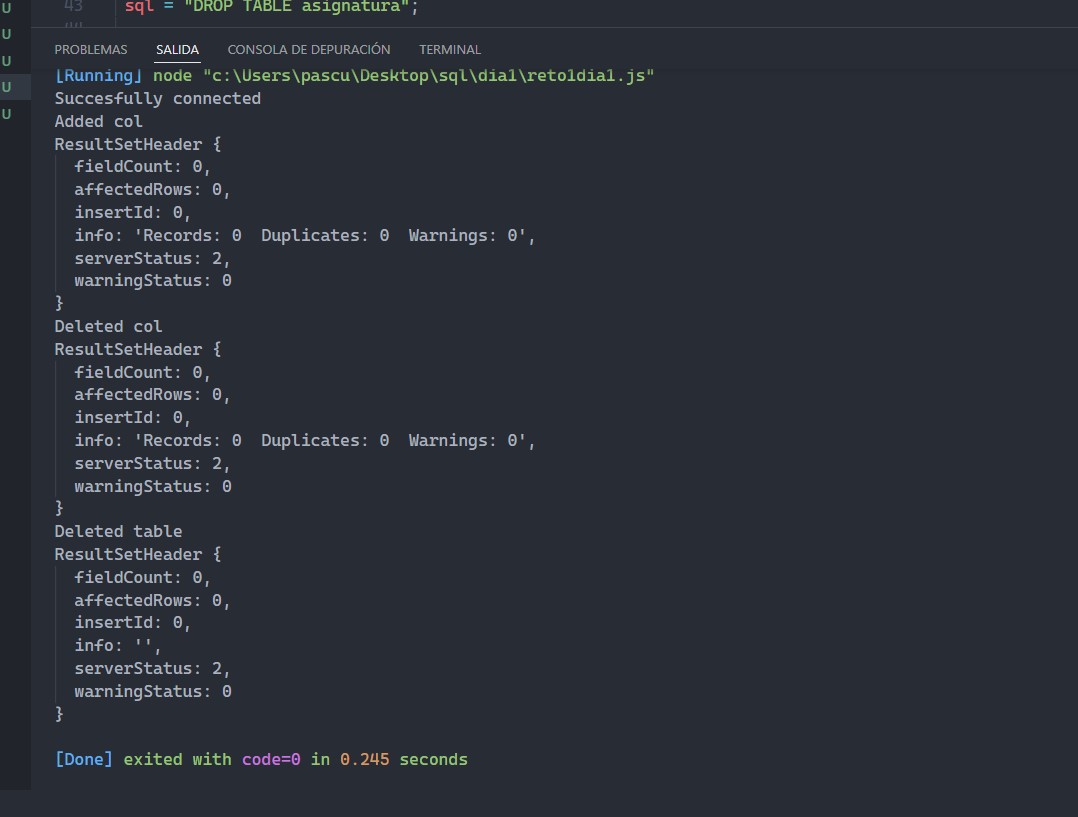 U
U
U
U
U
43 sql = "DROP TABLE asignatura";
PROBLEMAS SALIDA CONSOLA DE DEPURACIÓN TERMINAL
[Running] node "c:\Users\pascu\Desktop\sql\dia1\reto1dia1.js"
Succesfully connected
Added col
ResultSetHeader {
fieldCount: 0,
affectedRows: 0,
insertId: 0,
info: 'Records: 0  Duplicates: 0  Warnings: 0',
serverStatus: 2,
warningStatus: 0
}
Deleted col
ResultSetHeader {
fieldCount: 0,
affectedRows: 0,
insertId: 0,
info: 'Records: 0  Duplicates: 0  Warnings: 0',
serverStatus: 2,
warningStatus: 0
}
Deleted table
ResultSetHeader {
fieldCount: 0,
affectedRows: 0,
insertId: 0,
info: '',
serverStatus: 2,
warningStatus: 0
}
[Done] exited with code=0 in 0.245 seconds